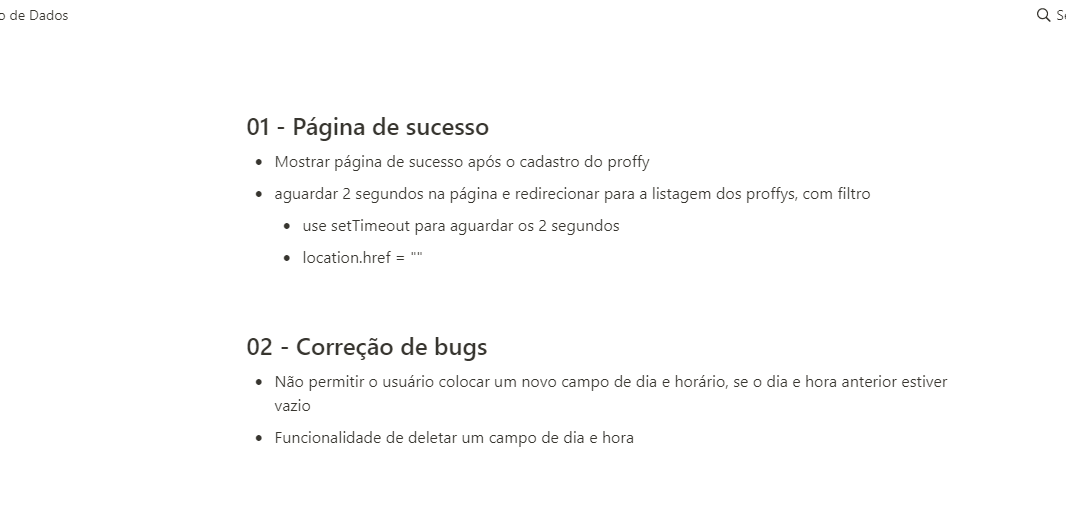 o de Dados
Se
01 - Página de sucesso
• Mostrar página de sucesso após o cadastro do proffy
• aguardar 2 segundos na página e redirecionar para a listagem dos proffys, com filtro
• use setTimeout para aguardar os 2 segundos
• location.href = ""
02 - Correção de bugs
• Não permitir o usuário colocar um novo campo de dia e horário, se o dia e hora anterior estiver
vazio
• Funcionalidade de deletar um campo de dia e hora